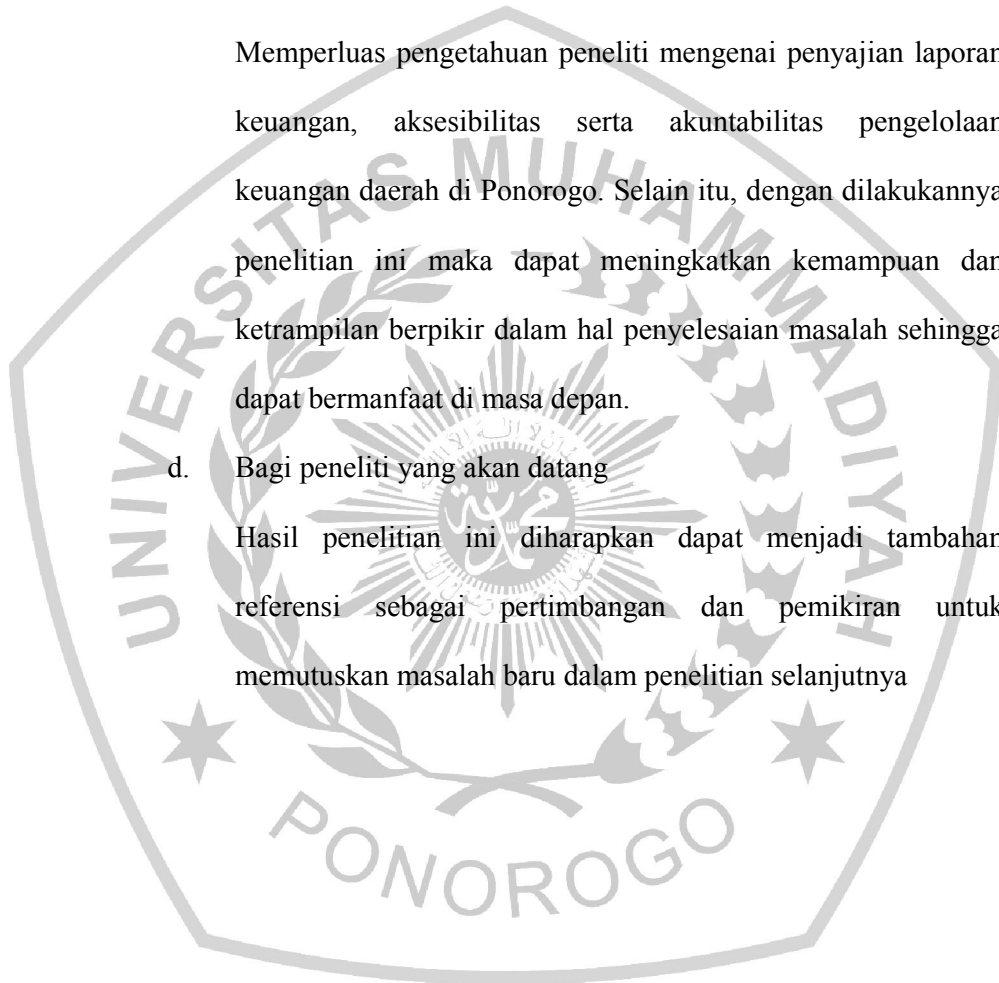 Memperluas pengetahuan peneliti mengenai penyajian laporan
keuangan, aksesibilitas serta akuntabilitas pengelolaan
keuangan daerah di Ponorogo. Selain itu, dengan dilakukannya
penelitian ini maka dapat meningkatkan kemampuan dan
ketrampilan berpikir dalam hal penyelesaian masalah sehingga
dapat bermanfaat di masa depan.
d. Bagi peneliti yang akan datang
Hasil penelitian ini diharapkan dapat menjadi tambahan
referensi sebagai pertimbangan dan pemikiran untuk
memutuskan masalah baru dalam penelitian selanjutnya
UNIVERSITAS MUHAMMADIYAH
PONOROGO